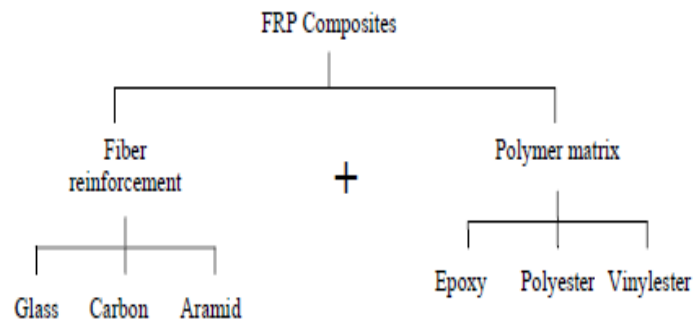 FRP Composites
Fiber
reinforcement
+
Polymer matrix
Glass Carbon Aramid
Epoxy Polyester Vinylester